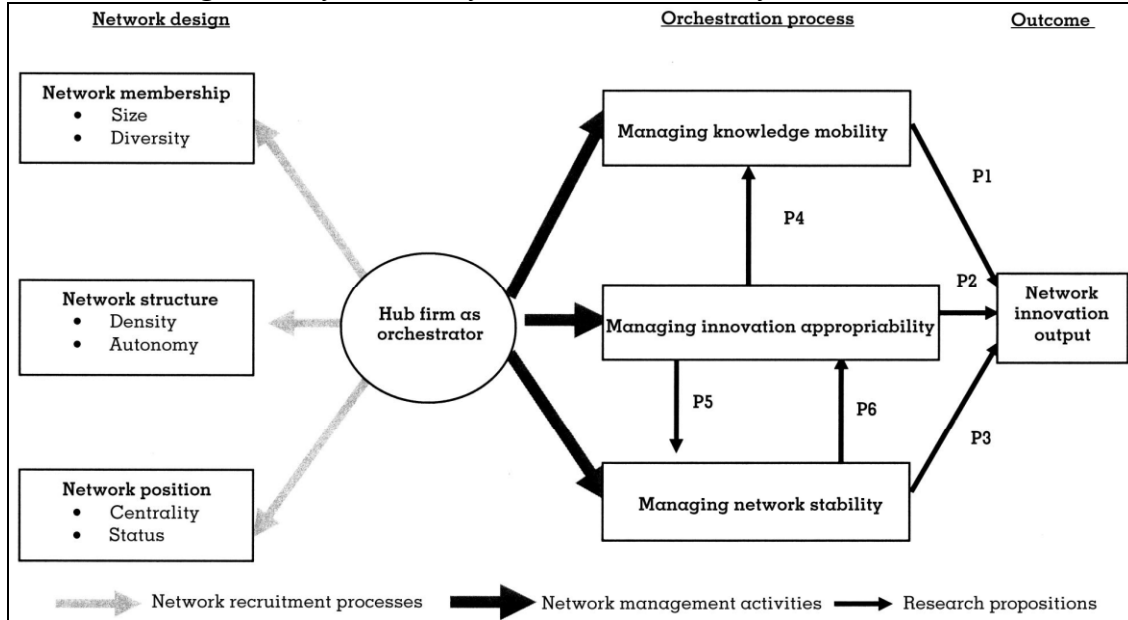 Network design
Orchestration process
Outcome
Network membership
• Size
• Diversity
Managing knowledge mobility
P1
P4
Network structure
• Density
• Autonomy
Hub firm as
orchestrator
Managing innovation appropriability
P2
Network
innovation
output
P5
P6
P3
Network position
• Centrality
• Status
Managing network stability
Network recruitment processes
Network management activities
Research propositions